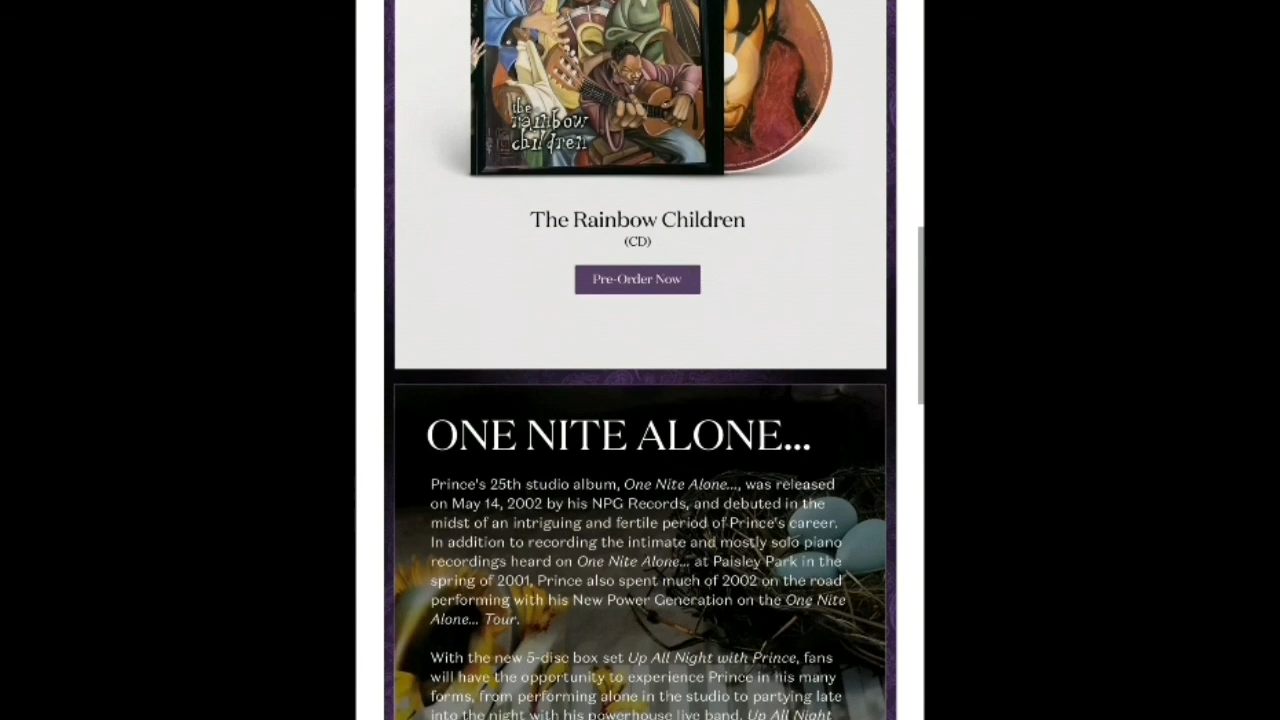 the
rainbow
children
The Rainbow Children
(CD)
Pre-Order Now
ONE NITE ALONE...
Prince's 25th studio album, One Nite Alone..., was released
on May 14, 2002 by his NPG Records, and debuted in the
midst of an intriguing and fertile period of Prince's career.
In addition to recording the intimate and mostly solo piano
recordings heard on One Nite Alone... at Paisley Park in the
spring of 2001, Prince also spent much of 2002 on the road
performing with his New Power Generation on the One Nite
Alone... Tour.
With the new 5-disc box set Up All Night with Prince, fans
will have the opportunity to experience Prince in his many
forms, from performing alone in the studio to partying late
into the night with his powerhouse live band. Up All Night